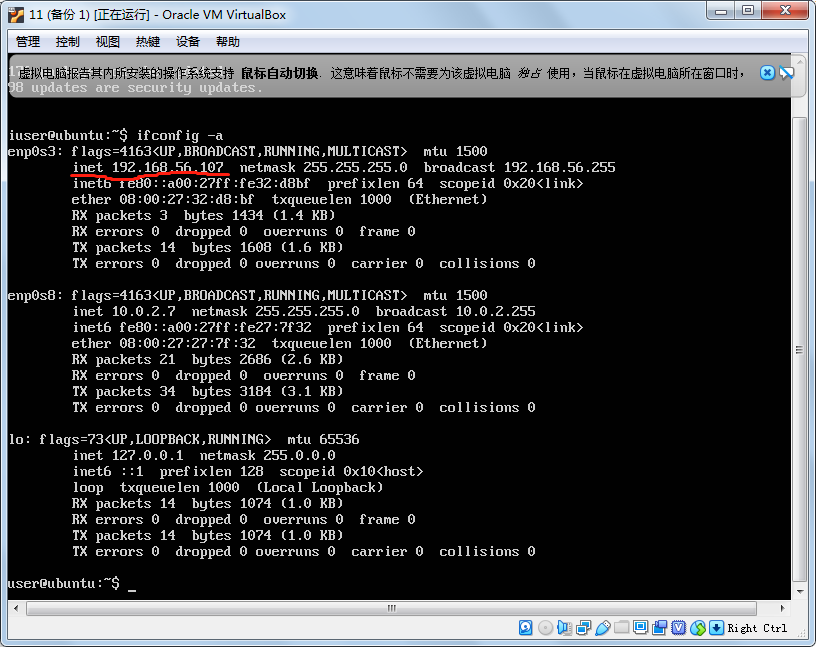 11 (备份 1) [正在运行] - Oracle VM VirtualBox
管理 控制 视图 热键 设备 帮助
虚拟电脑报告其内所安装的操作系统支持 鼠标自动切换. 这意味着鼠标不需要为该虚拟电脑 独占 使用，当鼠标在虚拟电脑所在窗口时，
98 updates are security updates.
iuser@ubuntu:~$ ifconfig -a
enp0s3: flags=4163<UP,BROADCAST,RUNNING,MULTICAST>  mtu 1500
inet 192.168.56.107  netmask 255.255.255.0  broadcast 192.168.56.255
inet6 fe80::a00:27ff:fe32:d8bf  prefixlen 64  scopeid 0x20<link>
ether 08:00:27:32:d8:bf  txqueuelen 1000  (Ethernet)
RX packets 3  bytes 1434 (1.4 KB)
RX errors 0  dropped 0  overruns 0  frame 0
TX packets 14  bytes 1608 (1.6 KB)
TX errors 0  dropped 0 overruns 0  carrier 0  collisions 0
enp0s8: flags=4163<UP,BROADCAST,RUNNING,MULTICAST>  mtu 1500
inet 10.0.2.7  netmask 255.255.255.0  broadcast 10.0.2.255
inet6 fe80::a00:27ff:fe27:7f32  prefixlen 64  scopeid 0x20<link>
ether 08:00:27:27:7f:32  txqueuelen 1000  (Ethernet)
RX packets 21  bytes 2686 (2.6 KB)
RX errors 0  dropped 0  overruns 0  frame 0
TX packets 34  bytes 3184 (3.1 KB)
TX errors 0  dropped 0 overruns 0  carrier 0  collisions 0
lo: flags=73<UP,LOOPBACK,RUNNING>  mtu 65536
inet 127.0.0.1  netmask 255.0.0.0
inet6 ::1  prefixlen 128  scopeid 0x10<host>
loop  txqueuelen 1000  (Local Loopback)
RX packets 14  bytes 1074 (1.0 KB)
RX errors 0  dropped 0  overruns 0  frame 0
TX packets 14  bytes 1074 (1.0 KB)
TX errors 0  dropped 0 overruns 0  carrier 0  collisions 0
user@ubuntu:~$ _
Right Ctrl